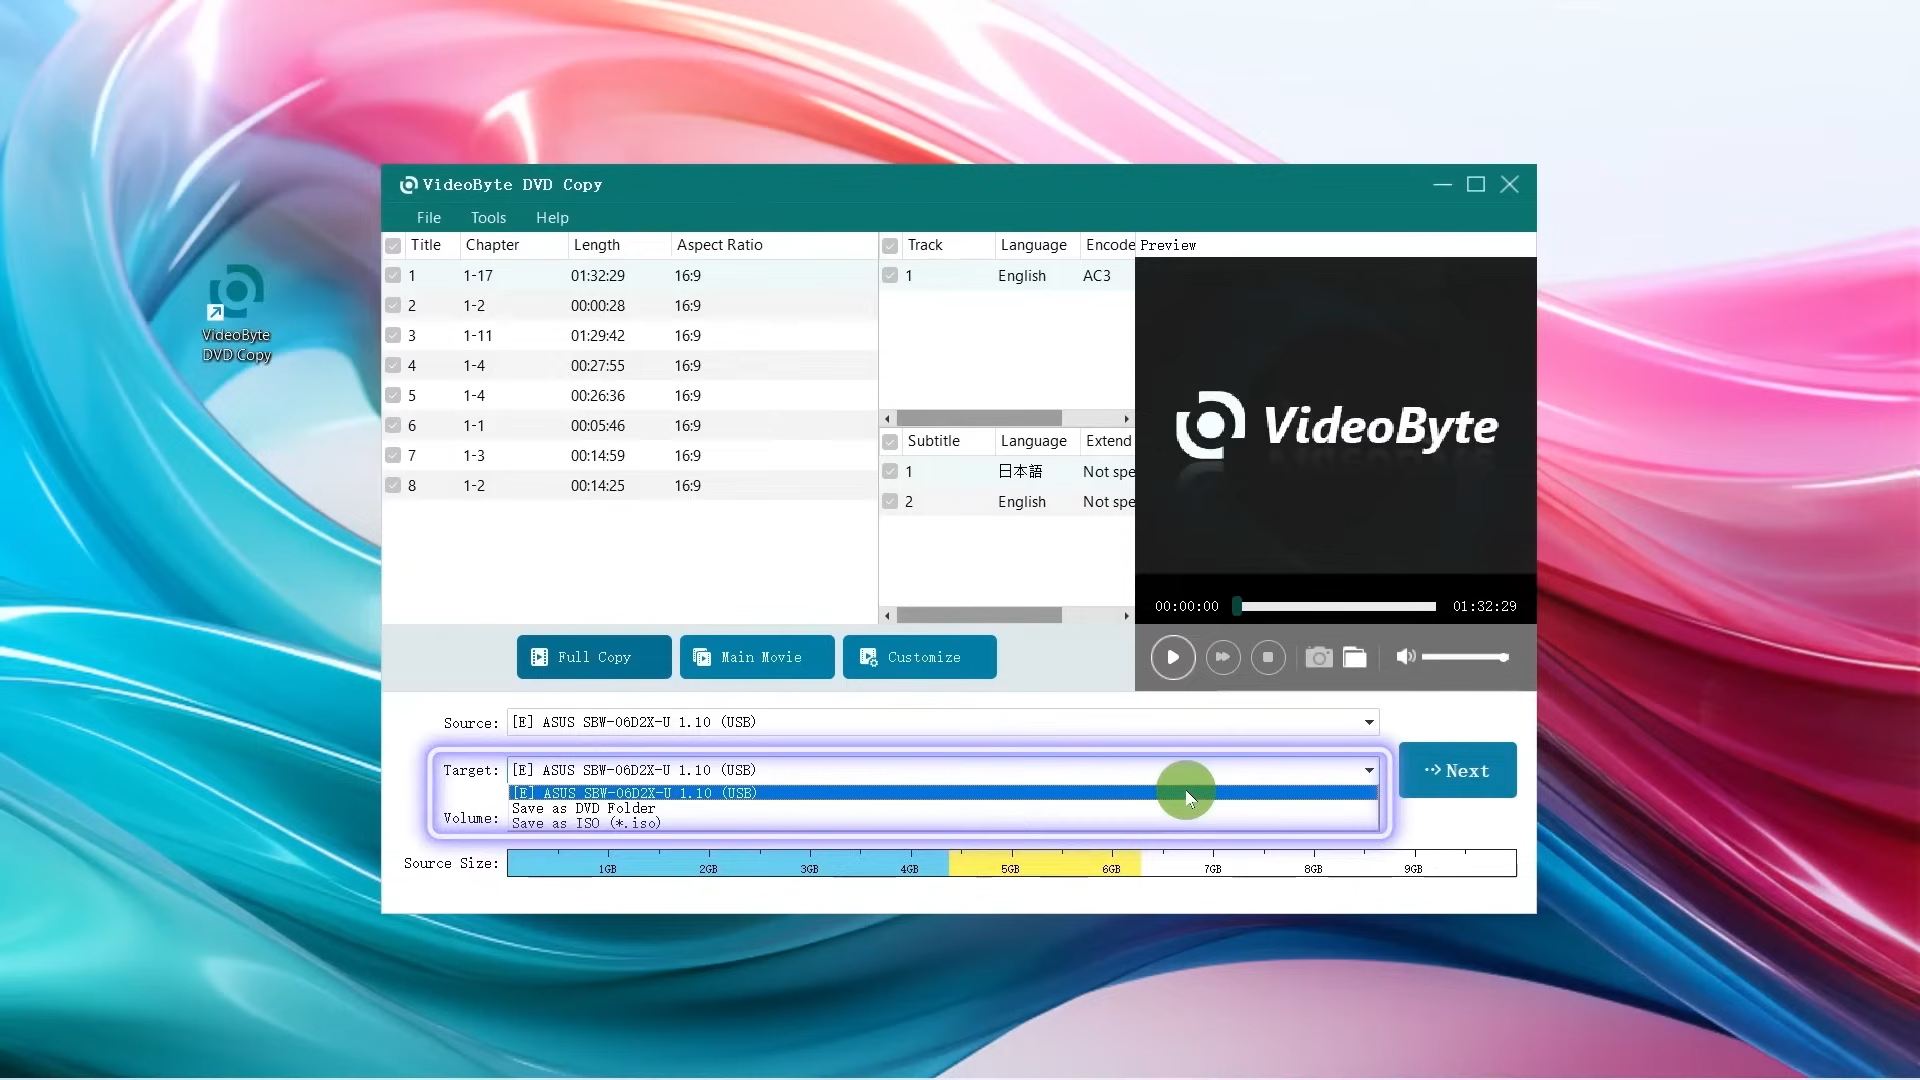 VideoByte DVD Copy
File Tools Help
Title Chapter Length Aspect Ratio
1 1-17 01:32:29 16:9
2 1-2 00:00:28 16:9
3 1-11 01:29:42 16:9
4 1-4 00:27:55 16:9
5 1-4 00:26:36 16:9
6 1-1 00:05:46 16:9
7 1-3 00:14:59 16:9
8 1-2 00:14:25 16:9
Track Language Encode
1 English AC3
Subtitle Language Extend
1 日本語 Not spe
2 English Not spe
Preview
VideoByte
00:00:00 01:32:29
VideoByte
DVD Copy
Full Copy Main Movie Customize
Source: [E] ASUS SBW-06D2X-U 1.10 (USB)
Target: [E] ASUS SBW-06D2X-U 1.10 (USB)
[E] ASUS SBW-06D2X-U 1.10 (USB)
Save as DVD Folder
Save as ISO (*.iso)
Volume:
Next
Source Size: 1GB 2GB 3GB 4GB 5GB 6GB 7GB 8GB 9GB